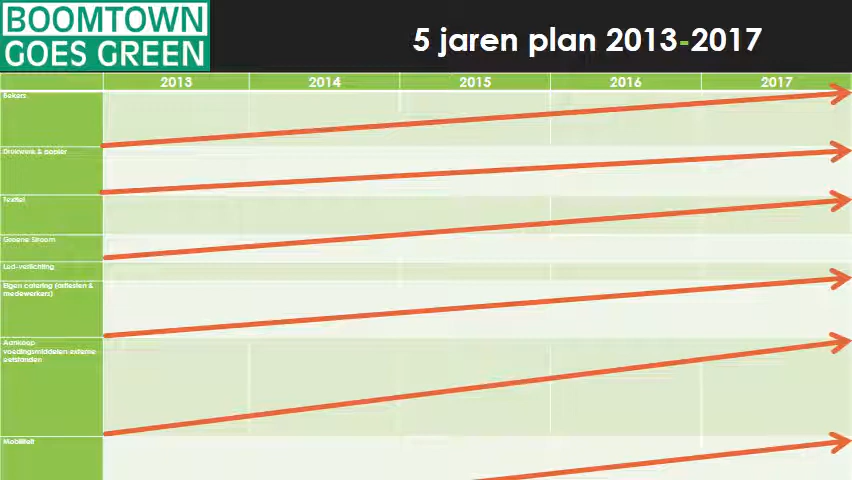 BOOMTOWN
GOES GREEN
5 jaren plan 2013-2017
2013 2014 2015 2016 2017
Bekers
Drukwerk & papier
Textiel
Groene Stroom
Led-verlichting
Eigen catering (artiesten &
medewerkers)
Aankoop
voedingsmiddelen externe
eetstanden
Mobiliteit